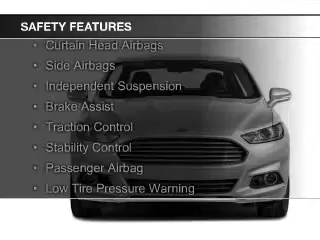 SAFETY FEATURES
• Curtain Head Airbags
• Side Airbags
• Independent Suspension
• Brake Assist
• Traction Control
• Stability Control
• Passenger Airbag
• Low Tire Pressure Warning